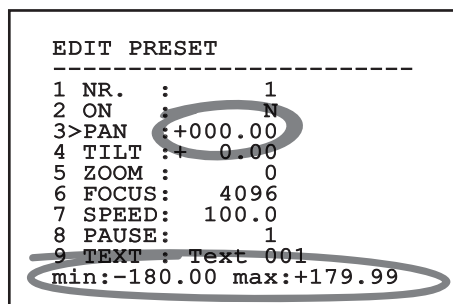 EDIT PRESET
------------------------
1 NR.   :        1
2 ON    :        N
3>PAN   :+000.00
4 TILT :+  0.00
5 ZOOM :         0
6 FOCUS:   4096
7 SPEED:  100.0
8 PAUSE:         1
9 TEXT : Text 001
min:-180.00 max:+179.99